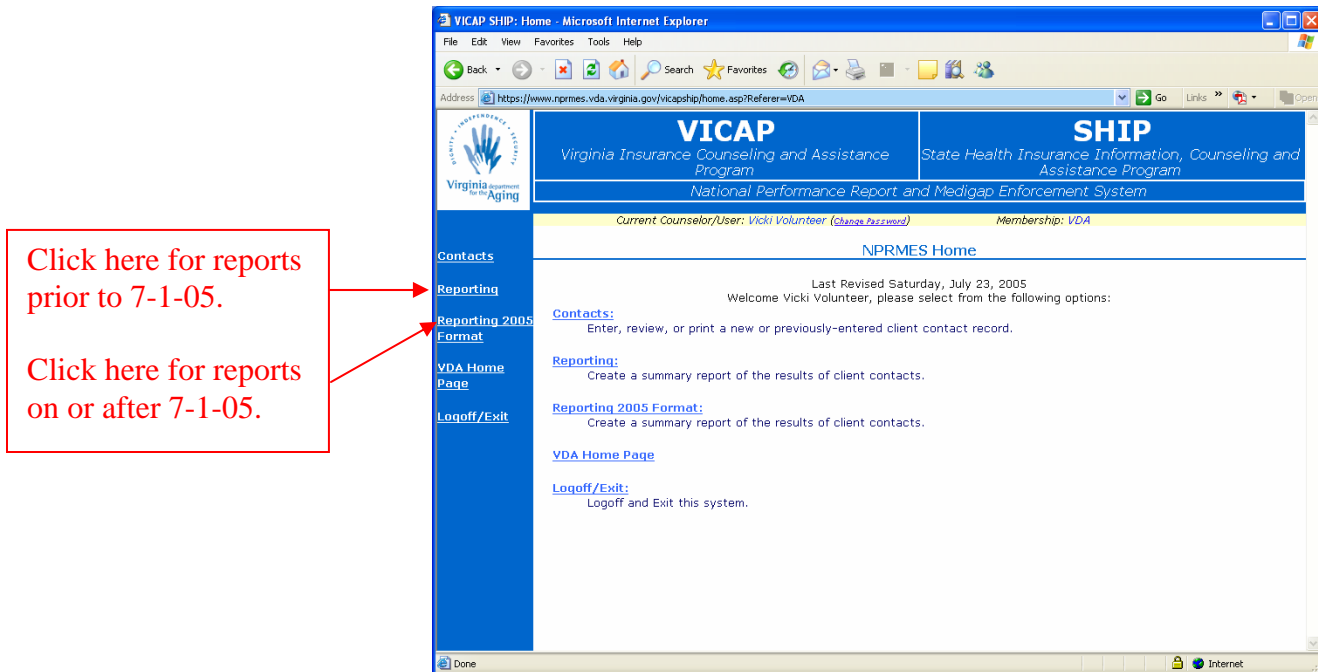 VICAP SHIP: Home - Microsoft Internet Explorer
File Edit View Favorites Tools Help
Back Search Favorites
Address https://www.nprmes.vda.virginia.gov/vicapship/home.asp?Referer=VDA Go Links » Open
DIGNITY • INDEPENDENCE • SECURITY
Virginia department for the Aging
VICAP
Virginia Insurance Counseling and Assistance
Program
SHIP
State Health Insurance Information, Counseling and
Assistance Program
National Performance Report and Medigap Enforcement System
Current Counselor/User: Vicki Volunteer (Change Password) Membership: VDA
Click here for reports
prior to 7-1-05.
Click here for reports
on or after 7-1-05.
Contacts
Reporting
Reporting 2005
Format
VDA Home
Page
Logoff/Exit
NPRMES Home
Last Revised Saturday, July 23, 2005
Welcome Vicki Volunteer, please select from the following options:
Contacts:
Enter, review, or print a new or previously-entered client contact record.
Reporting:
Create a summary report of the results of client contacts.
Reporting 2005 Format:
Create a summary report of the results of client contacts.
VDA Home Page
Logoff/Exit:
Logoff and Exit this system.
Done Internet